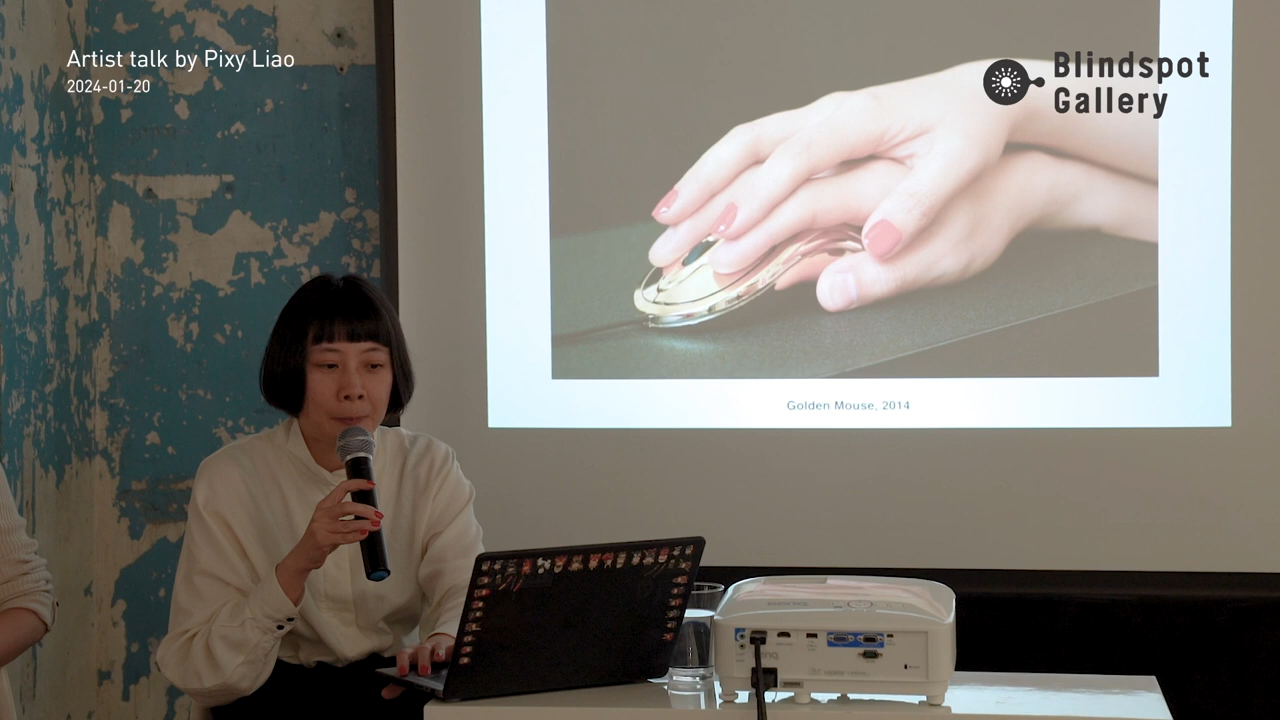 Artist talk by Pixy Liao
2024-01-20
Blindspot
Gallery
Golden Mouse, 2014